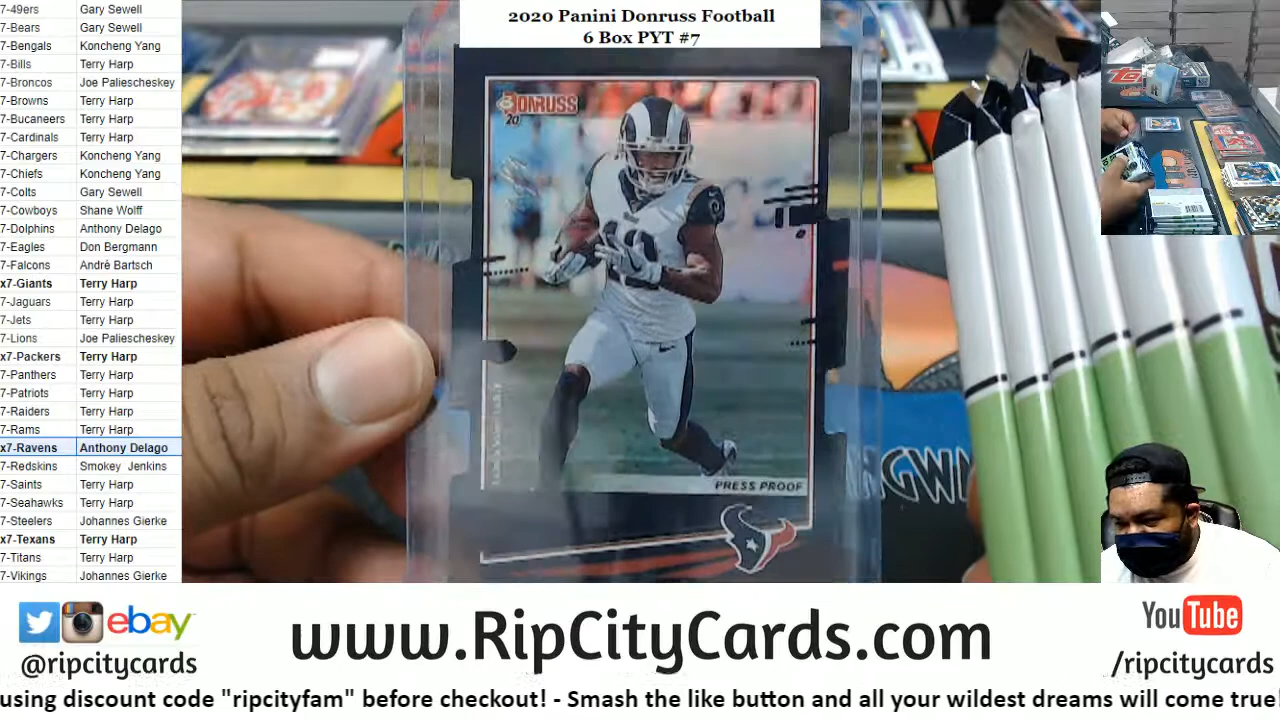 2020 Panini Donruss Football
6 Box PYT #7
7-49ers Gary Sewell
7-Bears Gary Sewell
7-Bengals Koncheng Yang
7-Bills Terry Harp
7-Broncos Joe Paliescheskey
7-Browns Terry Harp
7-Bucaneers Terry Harp
7-Cardinals Terry Harp
7-Chargers Koncheng Yang
7-Chiefs Koncheng Yang
7-Colts Gary Sewell
7-Cowboys Shane Wolff
7-Dolphins Anthony Delago
7-Eagles Don Bergmann
7-Falcons Andrè Bartsch
x7-Giants Terry Harp
7-Jaguars Terry Harp
7-Jets Terry Harp
7-Lions Joe Paliescheskey
x7-Packers Terry Harp
7-Panthers Terry Harp
7-Patriots Terry Harp
7-Raiders Terry Harp
7-Rams Terry Harp
x7-Ravens Anthony Delago
7-Redskins Smokey Jenkins
7-Saints Terry Harp
7-Seahawks Terry Harp
7-Steelers Johannes Gierke
x7-Texans Terry Harp
7-Titans Terry Harp
7-Vikings Johannes Gierke
DONRUSS
20
PRESS PROOF
ebay
@ripcitycards
www.RipCityCards.com
YouTube
/ripcitycards
using discount code "ripcityfam" before checkout! - Smash the like button and all your wildest dreams will come true!